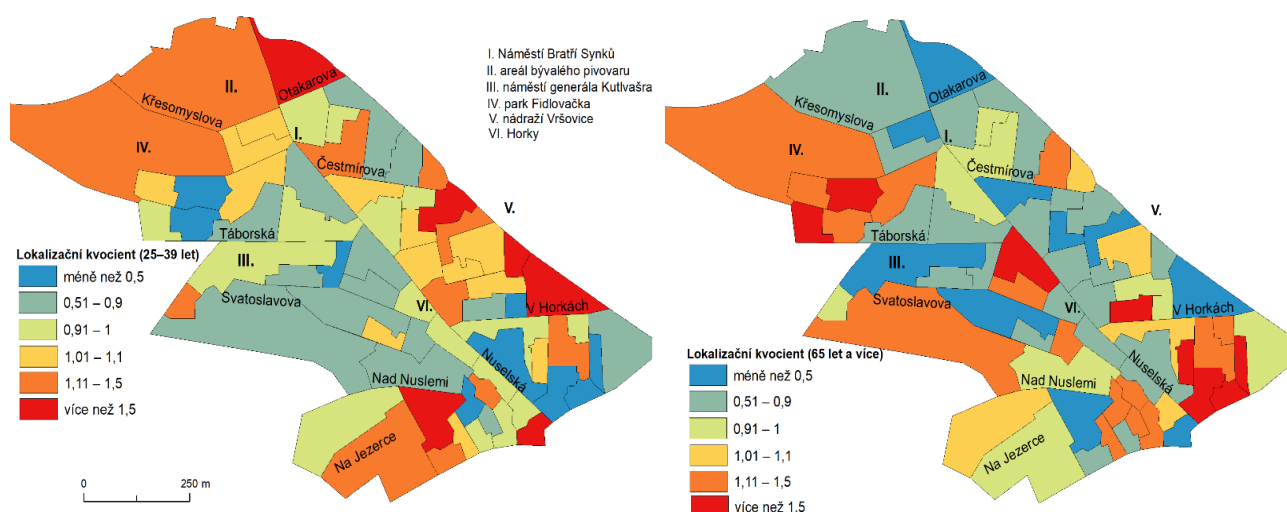 I. Náměstí Bratří Synků
II. areál bývalého pivovaru
III. náměstí generála Kutlvašra
IV. park Fidlovačka
V. nádraží Vršovice
VI. Horky
II.
Otakarova
Křesomyslova
I.
IV.
Čestmírova
V.
Táborská
III.
Svatoslavova
VI.
V Horkách
Nuselská
Nad Nuslemi
Na Jezerce
Lokalizační kvocient (25–39 let)
méně než 0,5
0,51 – 0,9
0,91 – 1
1,01 – 1,1
1,11 – 1,5
více než 1,5
0
250 m
II.
Otakarova
Křesomyslova
I.
IV.
Čestmírova
V.
Táborská
III.
Svatoslavova
VI.
V Horkách
Nuselská
Nad Nuslemi
Na Jezerce
Lokalizační kvocient (65 let a více)
méně než 0,5
0,51 – 0,9
0,91 – 1
1,01 – 1,1
1,11 – 1,5
více než 1,5